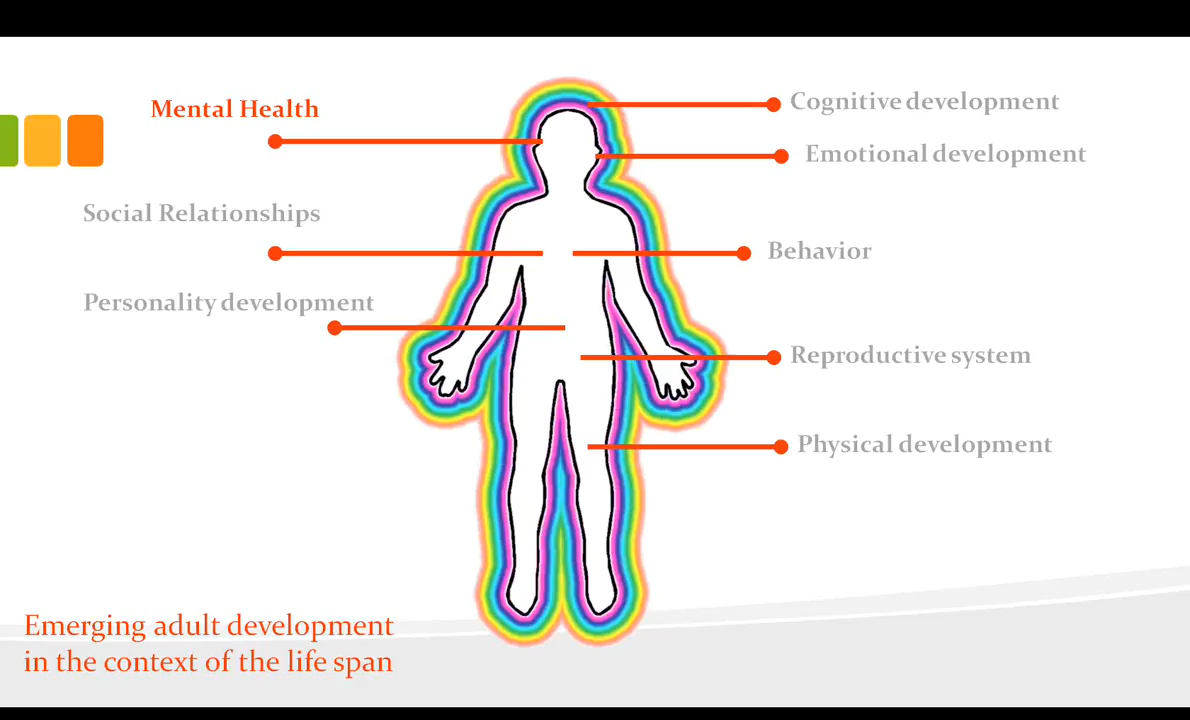 Mental Health
Cognitive development
Emotional development
Social Relationships
Behavior
Personality development
Reproductive system
Physical development
Emerging adult development
in the context of the life span